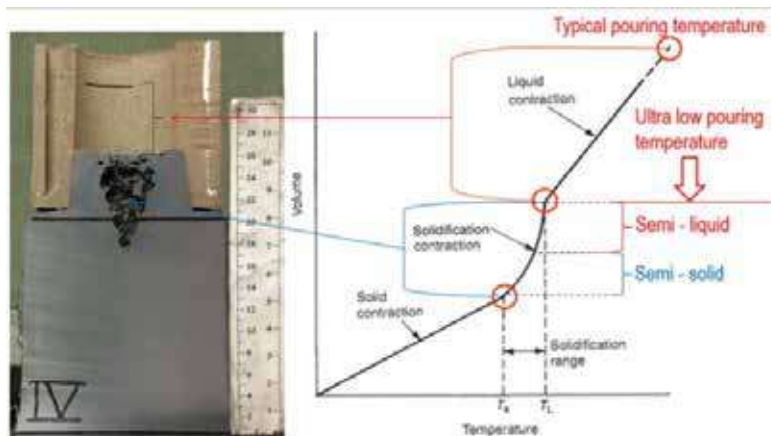 Typical pouring temperature
Liquid
contraction
Ultra low pouring
temperature
Volume
Solidification
contraction
Semi - liquid
Semi - solid
Solid
contraction
Solidification
range
Ts
TL
Temperature
IV